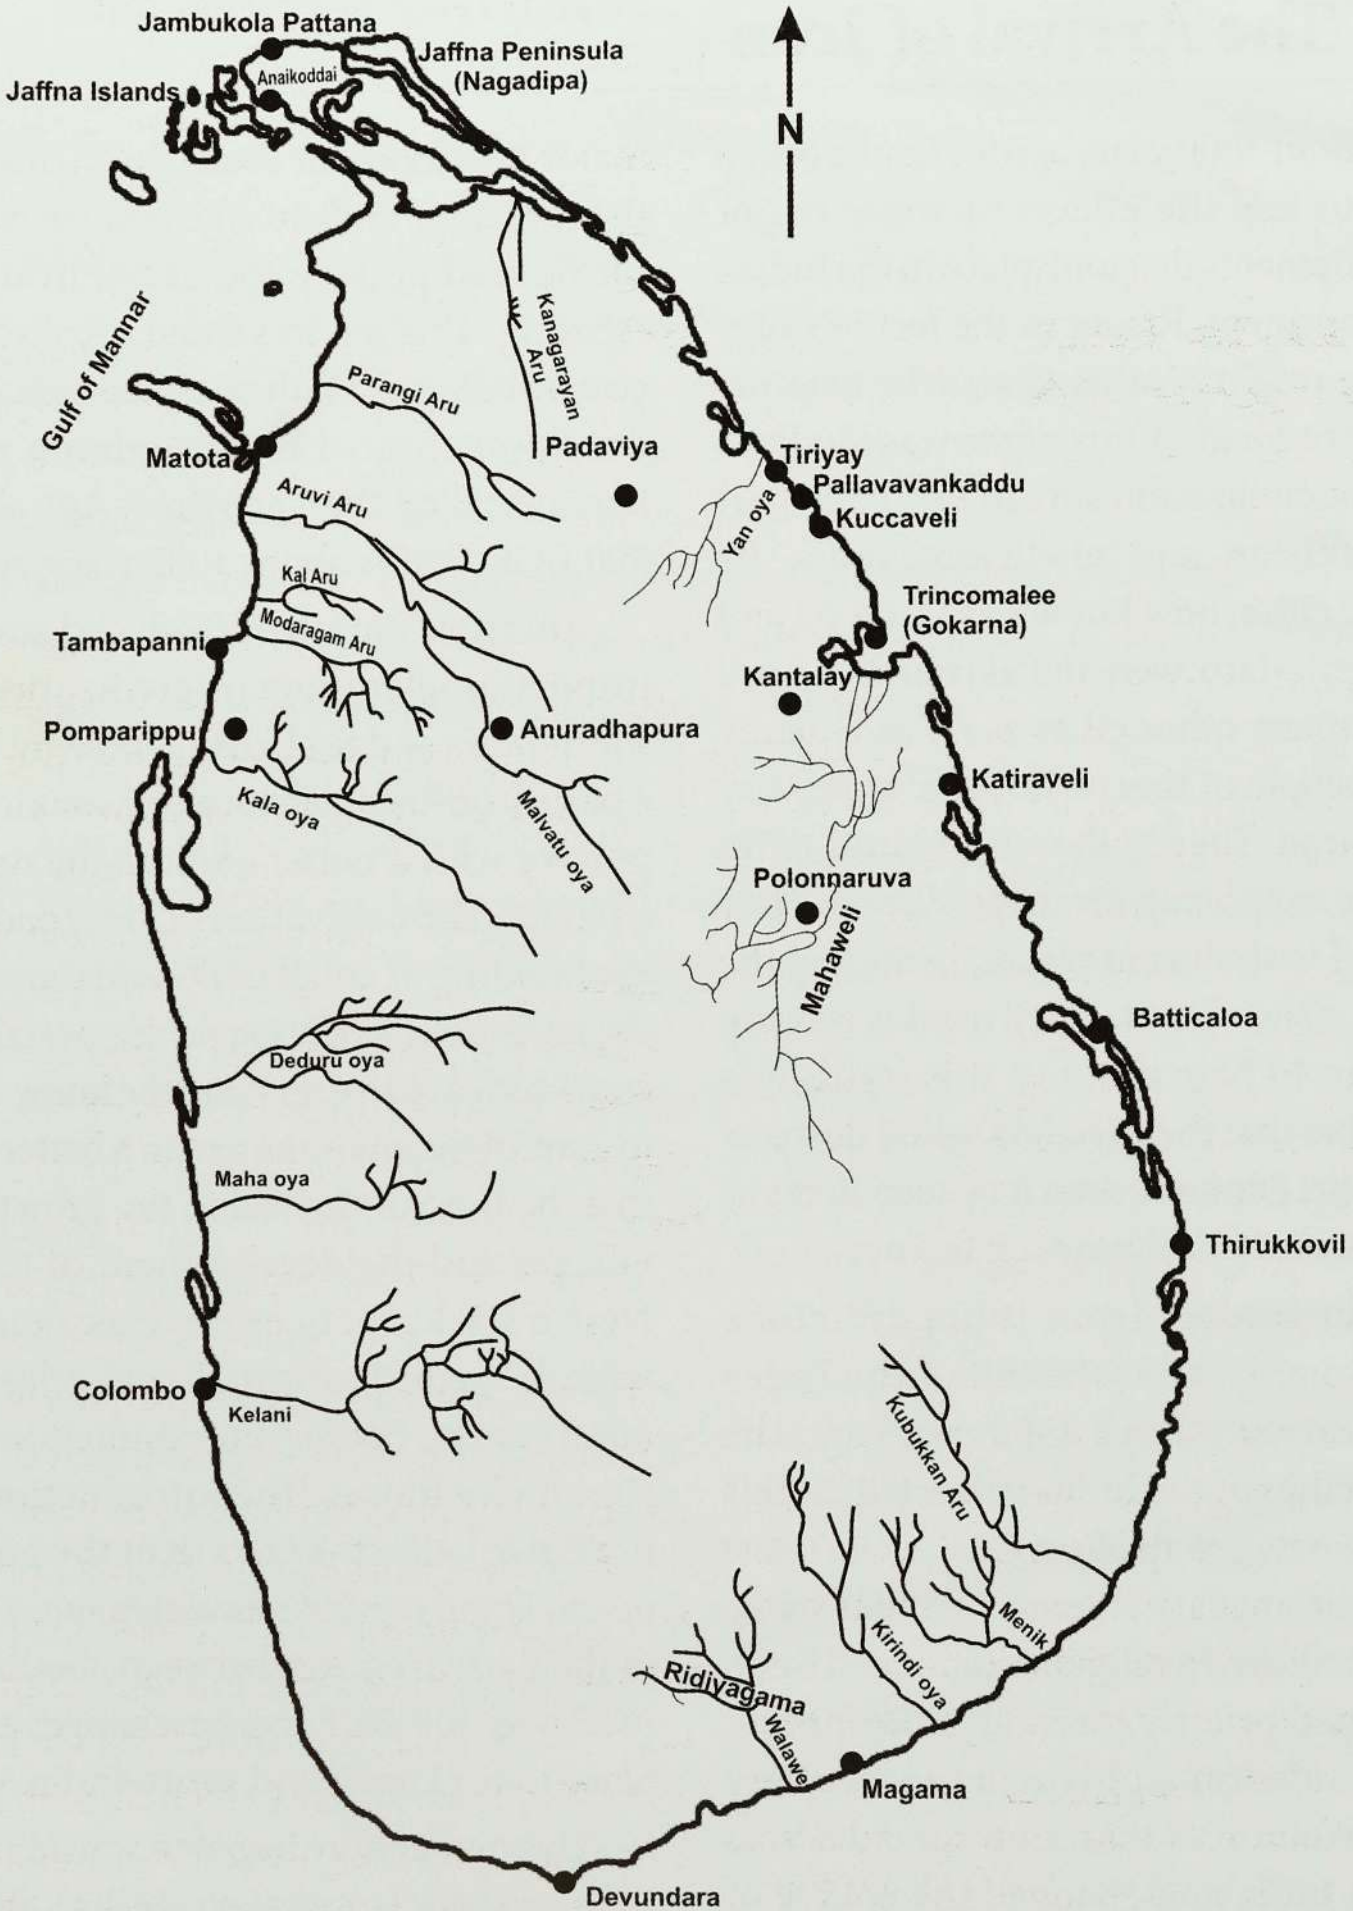 Jambukola Pattana
Jaffna Peninsula
(Nagadipa)
Anaikoddai
Jaffna Islands
N
Gulf of Mannar
Kanagarayan
Aru
Parangi Aru
Matota
Padaviya
Tiriyay
Pallavavankaddu
Kuccaveli
Yan oya
Aruvi Aru
Kal Aru
Modaragam Aru
Trincomalee
(Gokarna)
Tambapanni
Kantalay
Pomparippu
Anuradhapura
Katiraveli
Kala oya
Malvatu oya
Polonnaruva
Mahaweli
Batticaloa
Deduru oya
Maha oya
Thirukkovil
Colombo
Kelani
Kubukkan Aru
Menik
Kirindi oya
Ridiyagama
Walawe
Magama
Devundara